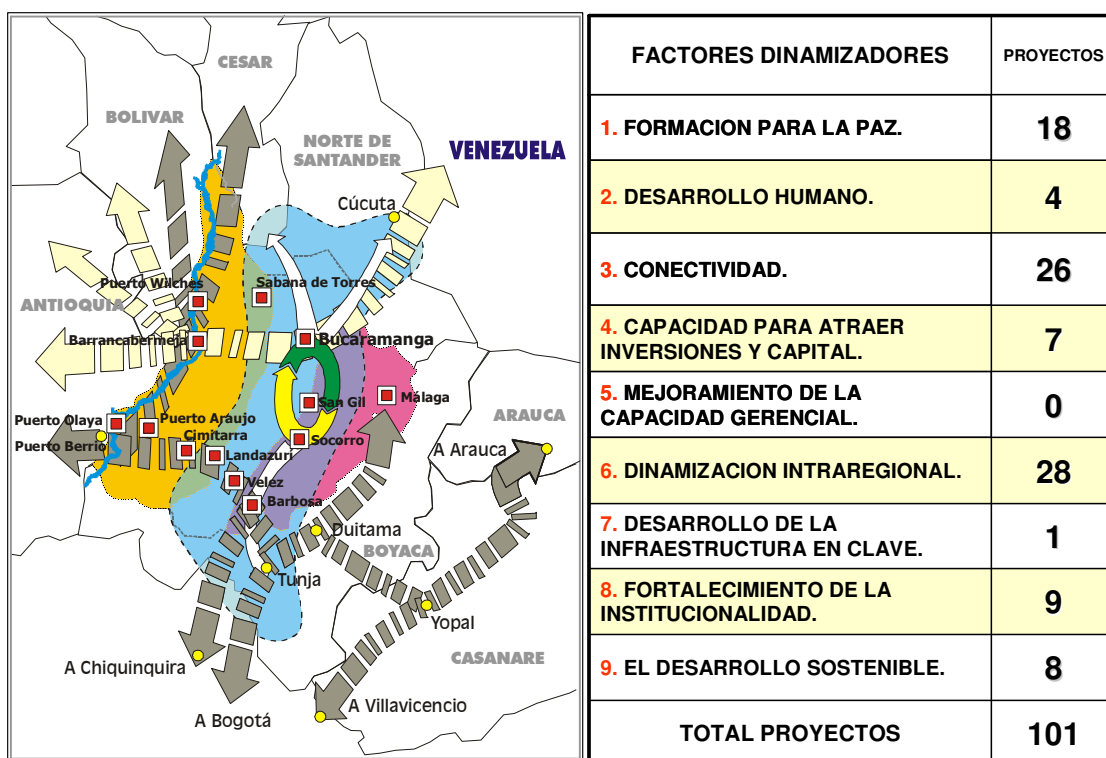 CESAR
BOLIVAR
NORTE DE
SANTANDER
VENEZUELA
Cúcuta
Puerto Wilches
Sabana de Torres
ANTIOQUIA
Barrancabermeja
Bucaramanga
San Gil
Málaga
ARAUCA
Puerto Olaya
Puerto Araujo
Puerto Berrio
Cimitarra
Socorro
A Arauca
Landazuri
Velez
Barbosa
Duitama
BOYACA
Tunja
Yopal
A Chiquinquira
CASANARE
A Bogotá
A Villavicencio
FACTORES DINAMIZADORES PROYECTOS
1. FORMACION PARA LA PAZ. 18
2. DESARROLLO HUMANO. 4
3. CONECTIVIDAD. 26
4. CAPACIDAD PARA ATRAER
INVERSIONES Y CAPITAL. 7
5. MEJORAMIENTO DE LA
CAPACIDAD GERENCIAL. 0
6. DINAMIZACION INTRAREGIONAL. 28
7. DESARROLLO DE LA
INFRAESTRUCTURA EN CLAVE. 1
8. FORTALECIMIENTO DE LA
INSTITUCIONALIDAD. 9
9. EL DESARROLLO SOSTENIBLE. 8
TOTAL PROYECTOS 101